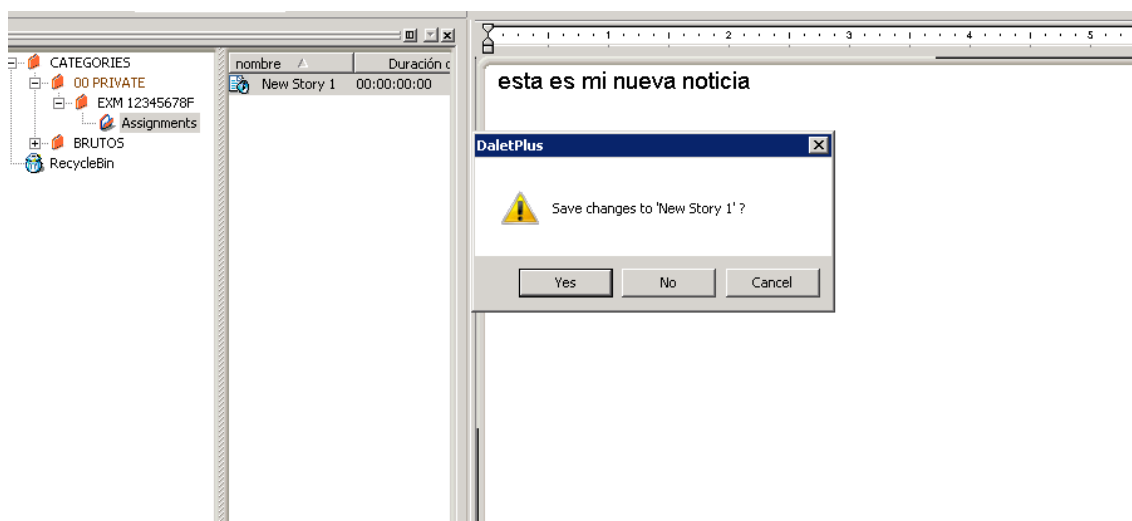 1 2 3 4 5
CATEGORIES
00 PRIVATE
EXM 12345678F
Assignments
BRUTOS
RecycleBin
nombre Duración c
New Story 1 00:00:00:00
esta es mi nueva noticia
DaletPlus
Save changes to 'New Story 1' ?
Yes No Cancel